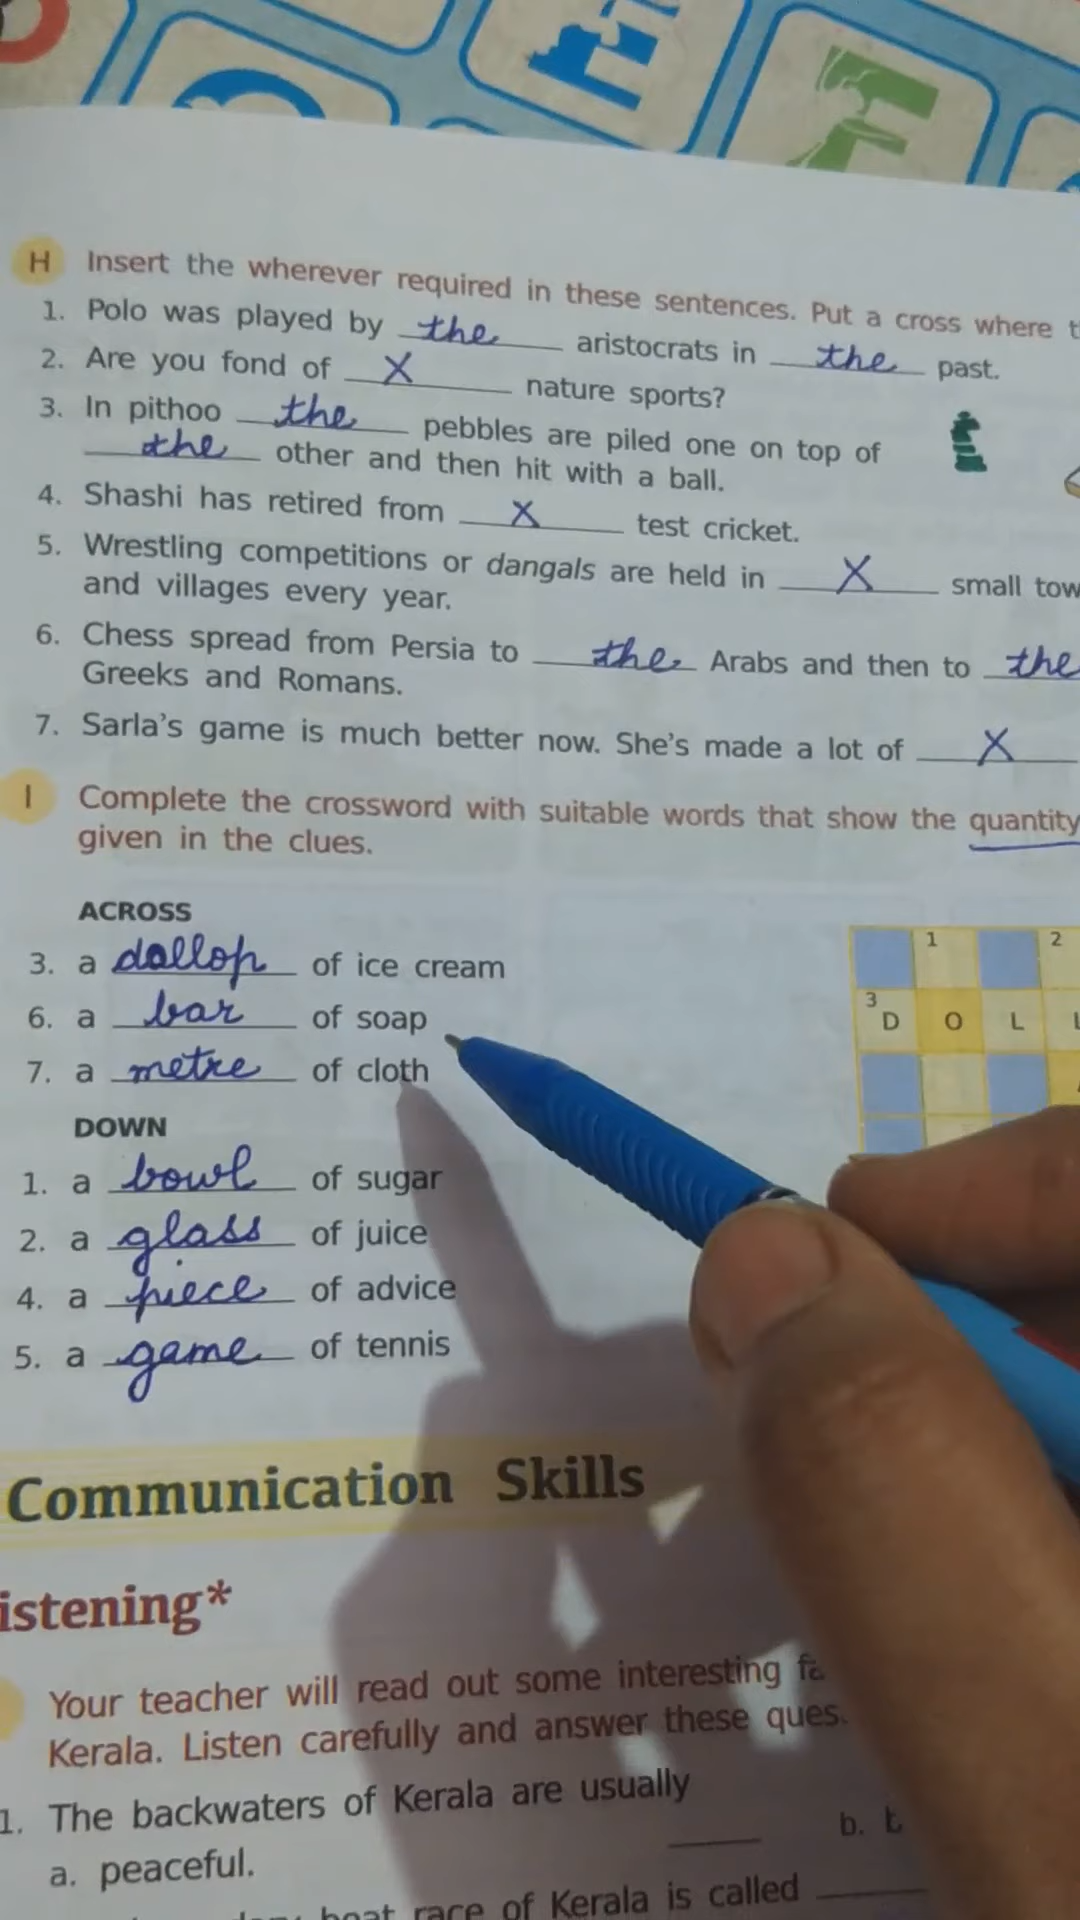 H Insert the wherever required in these sentences. Put a cross where
1. Polo was played by the aristocrats in the past.
2. Are you fond of X nature sports?
3. In pithoo the pebbles are piled one on top of
the other and then hit with a ball.
4. Shashi has retired from X test cricket.
5. Wrestling competitions or dangals are held in X small
and villages every year.
6. Chess spread from Persia to the Arabs and then to the
Greeks and Romans.
7. Sarla's game is much better now. She's made a lot of X
I Complete the crossword with suitable words that show the quantity
given in the clues.
ACROSS
3. a dollop of ice cream
6. a bar of soap
7. a metre of cloth
DOWN
1. a bowl of sugar
2. a glass of juice
4. a piece of advice
5. a game of tennis
1 2
3 D O L L
Communication Skills
istening*
Your teacher will read out some interesting
Kerala. Listen carefully and answer these ques
1. The backwaters of Kerala are usually
a. peaceful. b.
boat race of Kerala is called